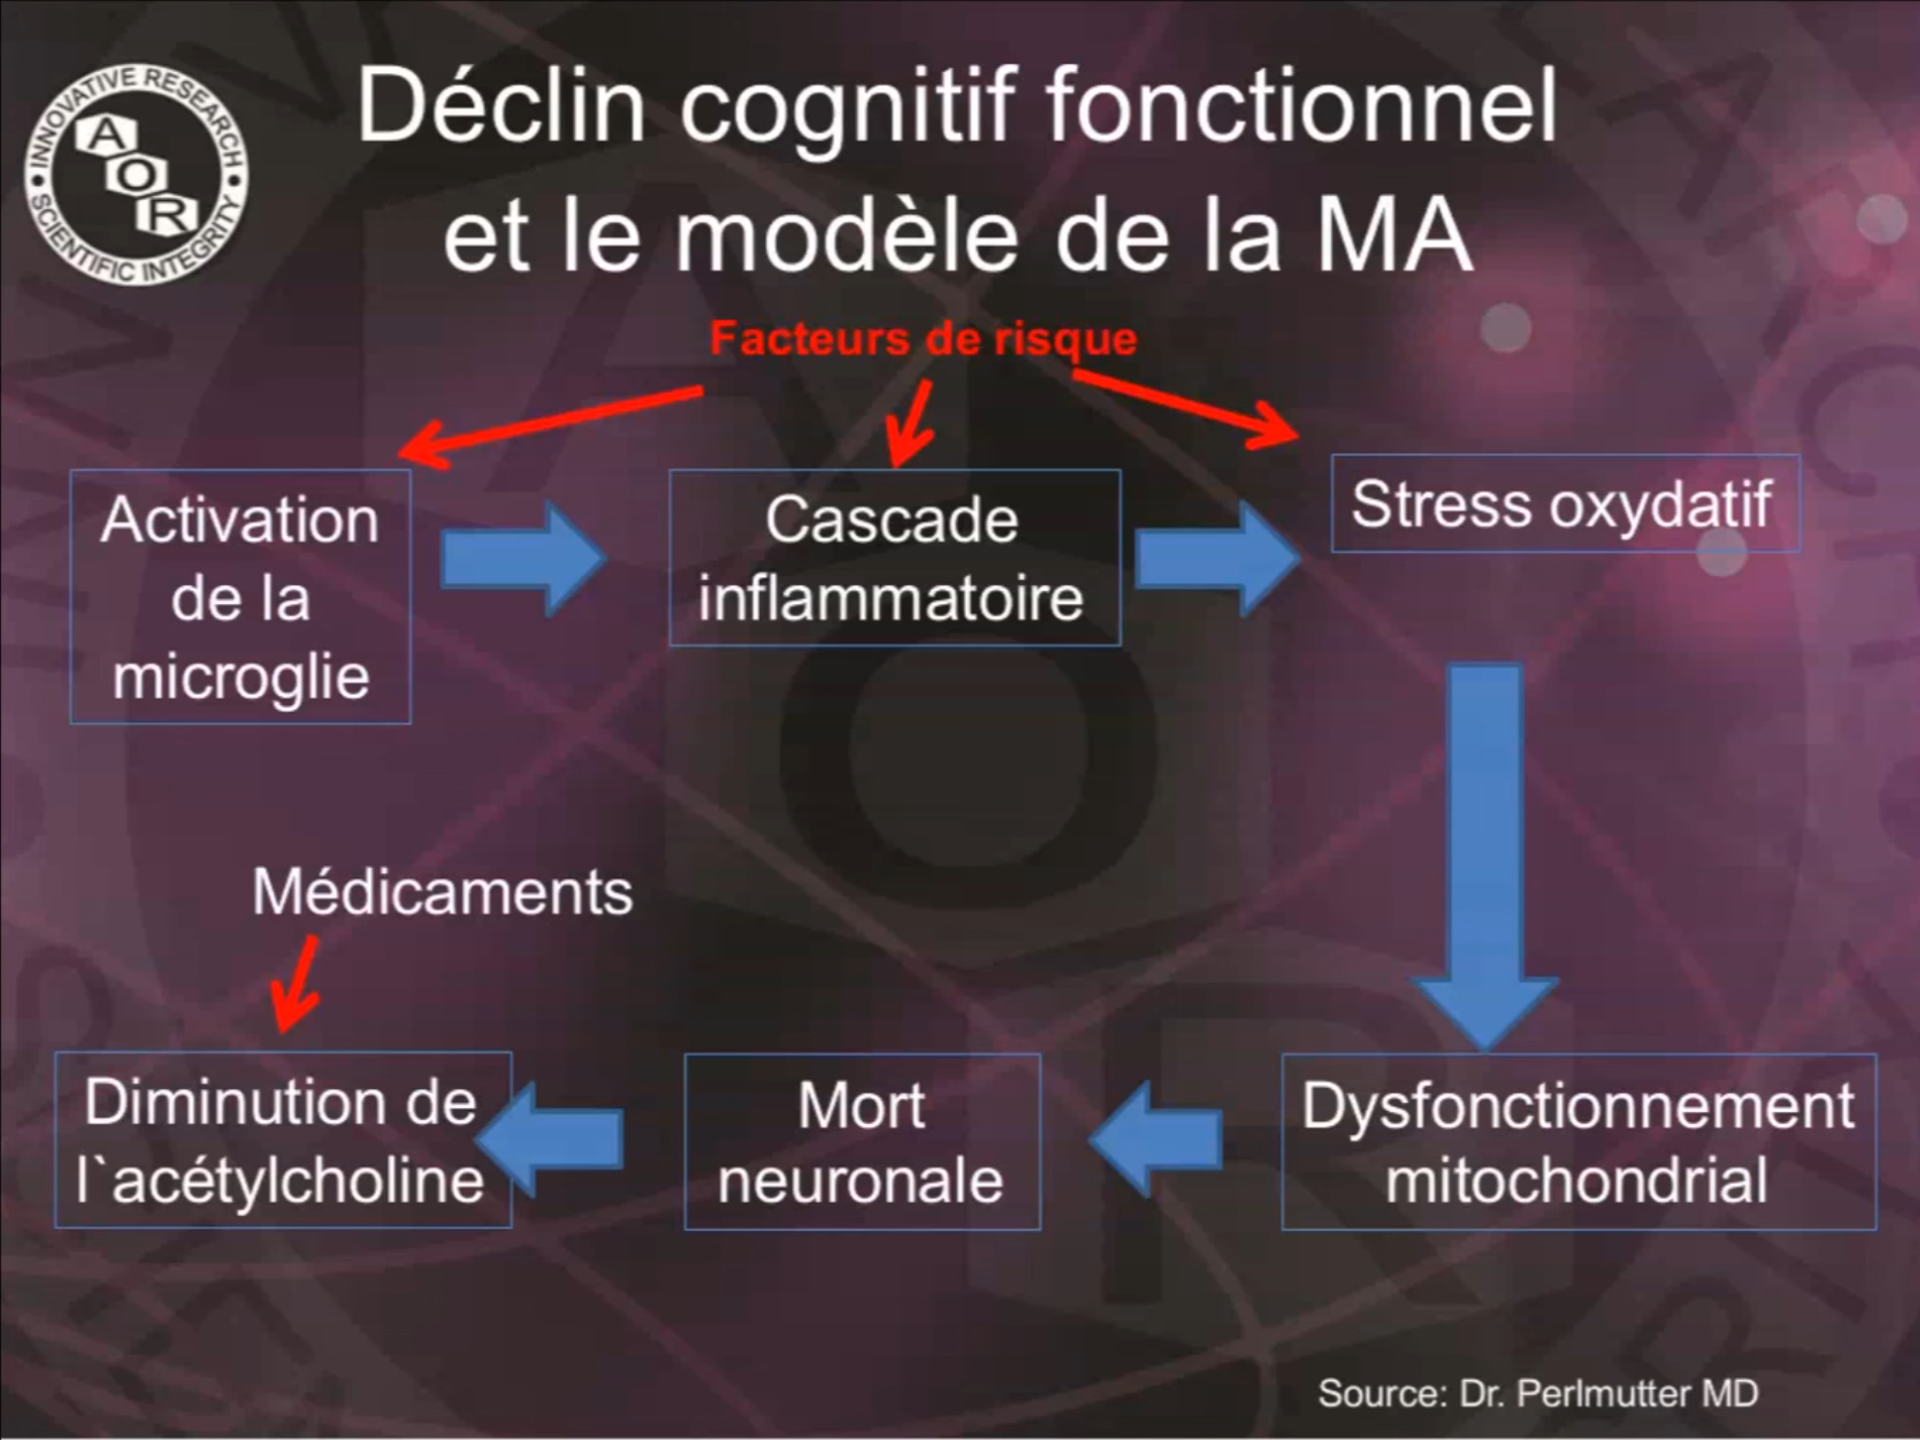 INNOVATIVE RESEARCH
AOR
SCIENTIFIC INTEGRITY
Déclin cognitif fonctionnel
et le modèle de la MA
Facteurs de risque
Activation
de la
microglie
Cascade
inflammatoire
Stress oxydatif
Médicaments
Diminution de
l`acétylcholine
Mort
neuronale
Dysfonctionnement
mitochondrial
Source: Dr. Perlmutter MD